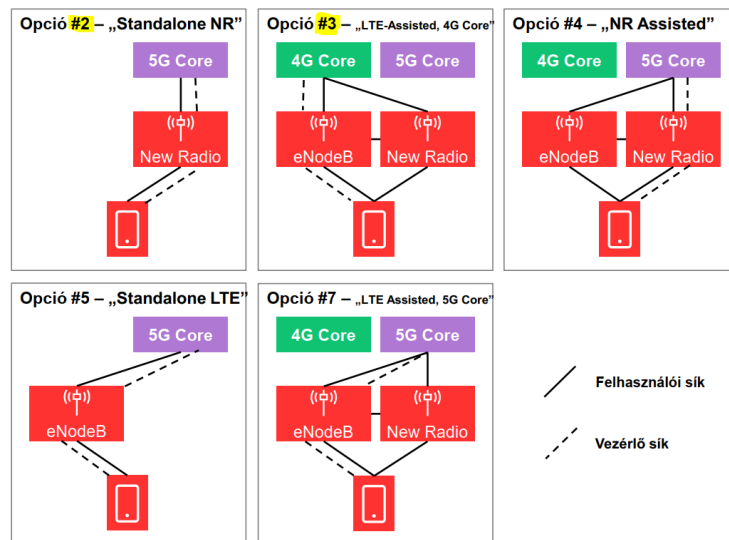 Opció #2 – „Standalone NR”
5G Core
New Radio
Opció #3 – „LTE-Assisted, 4G Core”
4G Core
5G Core
eNodeB
New Radio
Opció #4 – „NR Assisted”
4G Core
5G Core
eNodeB
New Radio
Opció #5 – „Standalone LTE”
5G Core
eNodeB
Opció #7 – „LTE Assisted, 5G Core”
4G Core
5G Core
eNodeB
New Radio
Felhasználói sík
Vezérlő sík